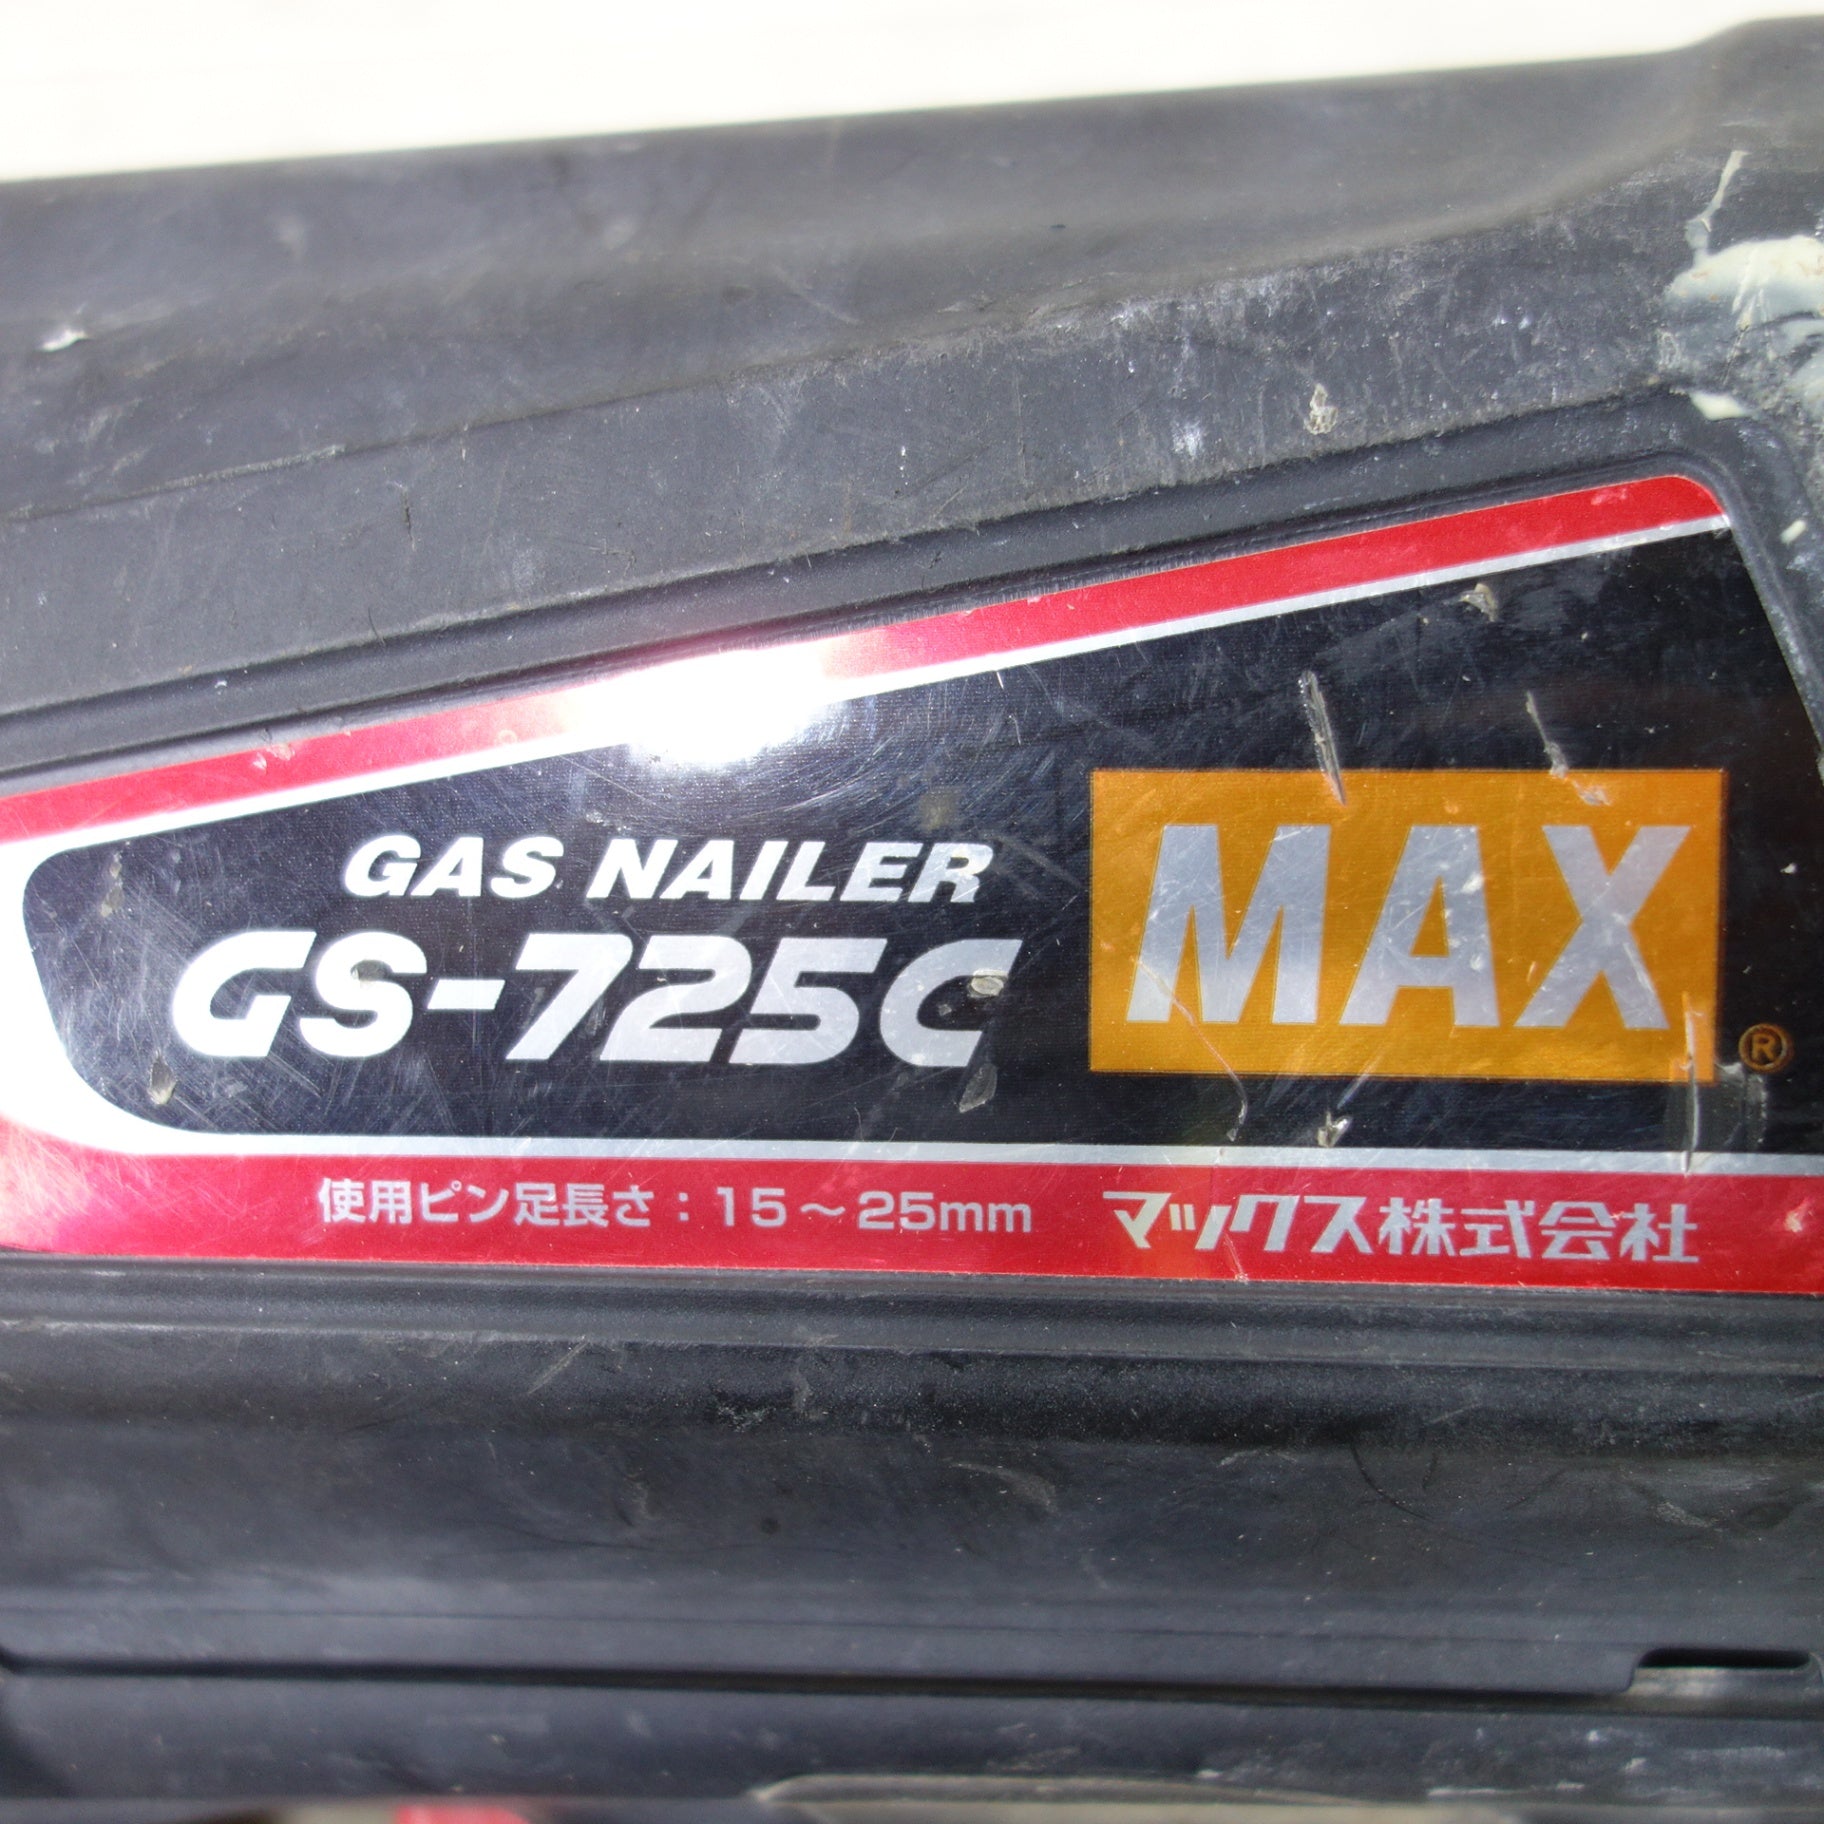 GAS NAILER
GS-725C
MAX®
使用ピン足長さ：15～25mm
マックス株式会社